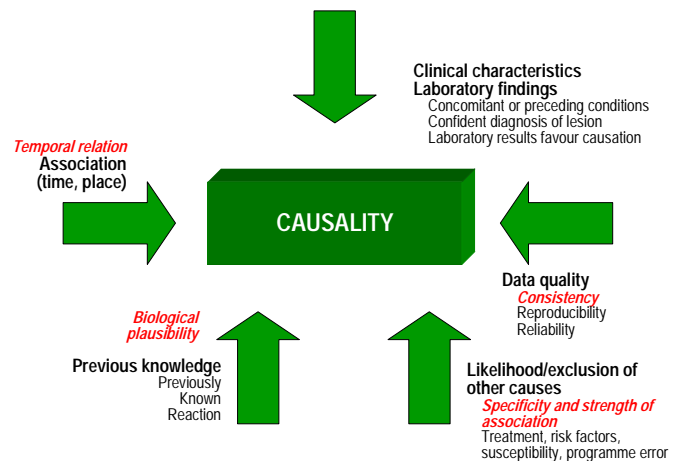 Clinical characteristics
Laboratory findings
Concomitant or preceding conditions
Confident diagnosis of lesion
Laboratory results favour causation
Temporal relation
Association
(time, place)
CAUSALITY
Data quality
Consistency
Reproducibility
Reliability
Biological
plausibility
Previous knowledge
Previously
Known
Reaction
Likelihood/exclusion of
other causes
Specificity and strength of
association
Treatment, risk factors,
susceptibility, programme error